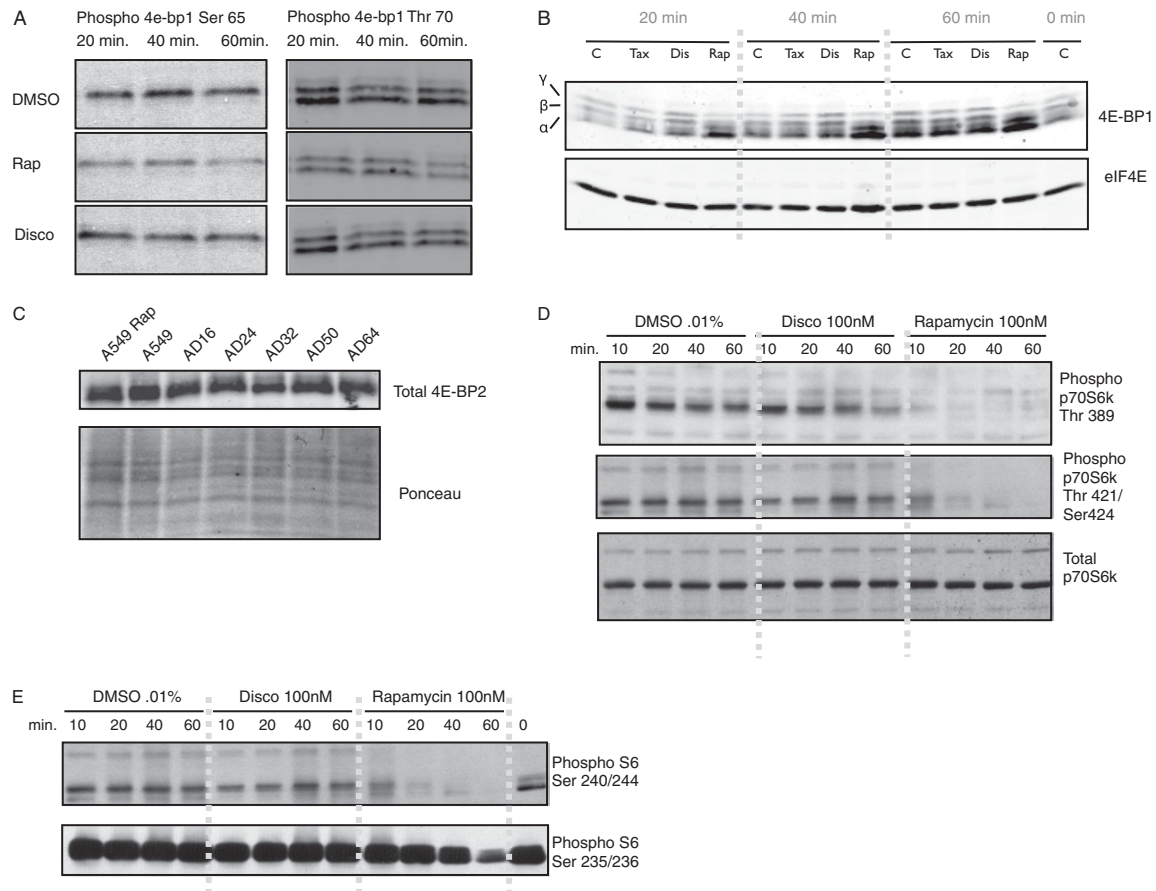 A
Phospho 4e-bp1 Ser 65
Phospho 4e-bp1 Thr 70
20 min. 40 min. 60min.
20 min. 40 min. 60min.
DMSO
Rap
Disco
B
20 min 40 min 60 min 0 min
C Tax Dis Rap C Tax Dis Rap C Tax Dis Rap C
γ
β
α
4E-BP1
eIF4E
C
A549 Rap A549 AD16 AD24 AD32 AD50 AD64
Total 4E-BP2
Ponceau
D
DMSO .01% Disco 100nM Rapamycin 100nM
min. 10 20 40 60 10 20 40 60 10 20 40 60
Phospho
p70S6k
Thr 389
Phospho
p70S6k
Thr 421/
Ser424
Total
p70S6k
E
DMSO .01% Disco 100nM Rapamycin 100nM
min. 10 20 40 60 10 20 40 60 10 20 40 60 0
Phospho S6
Ser 240/244
Phospho S6
Ser 235/236